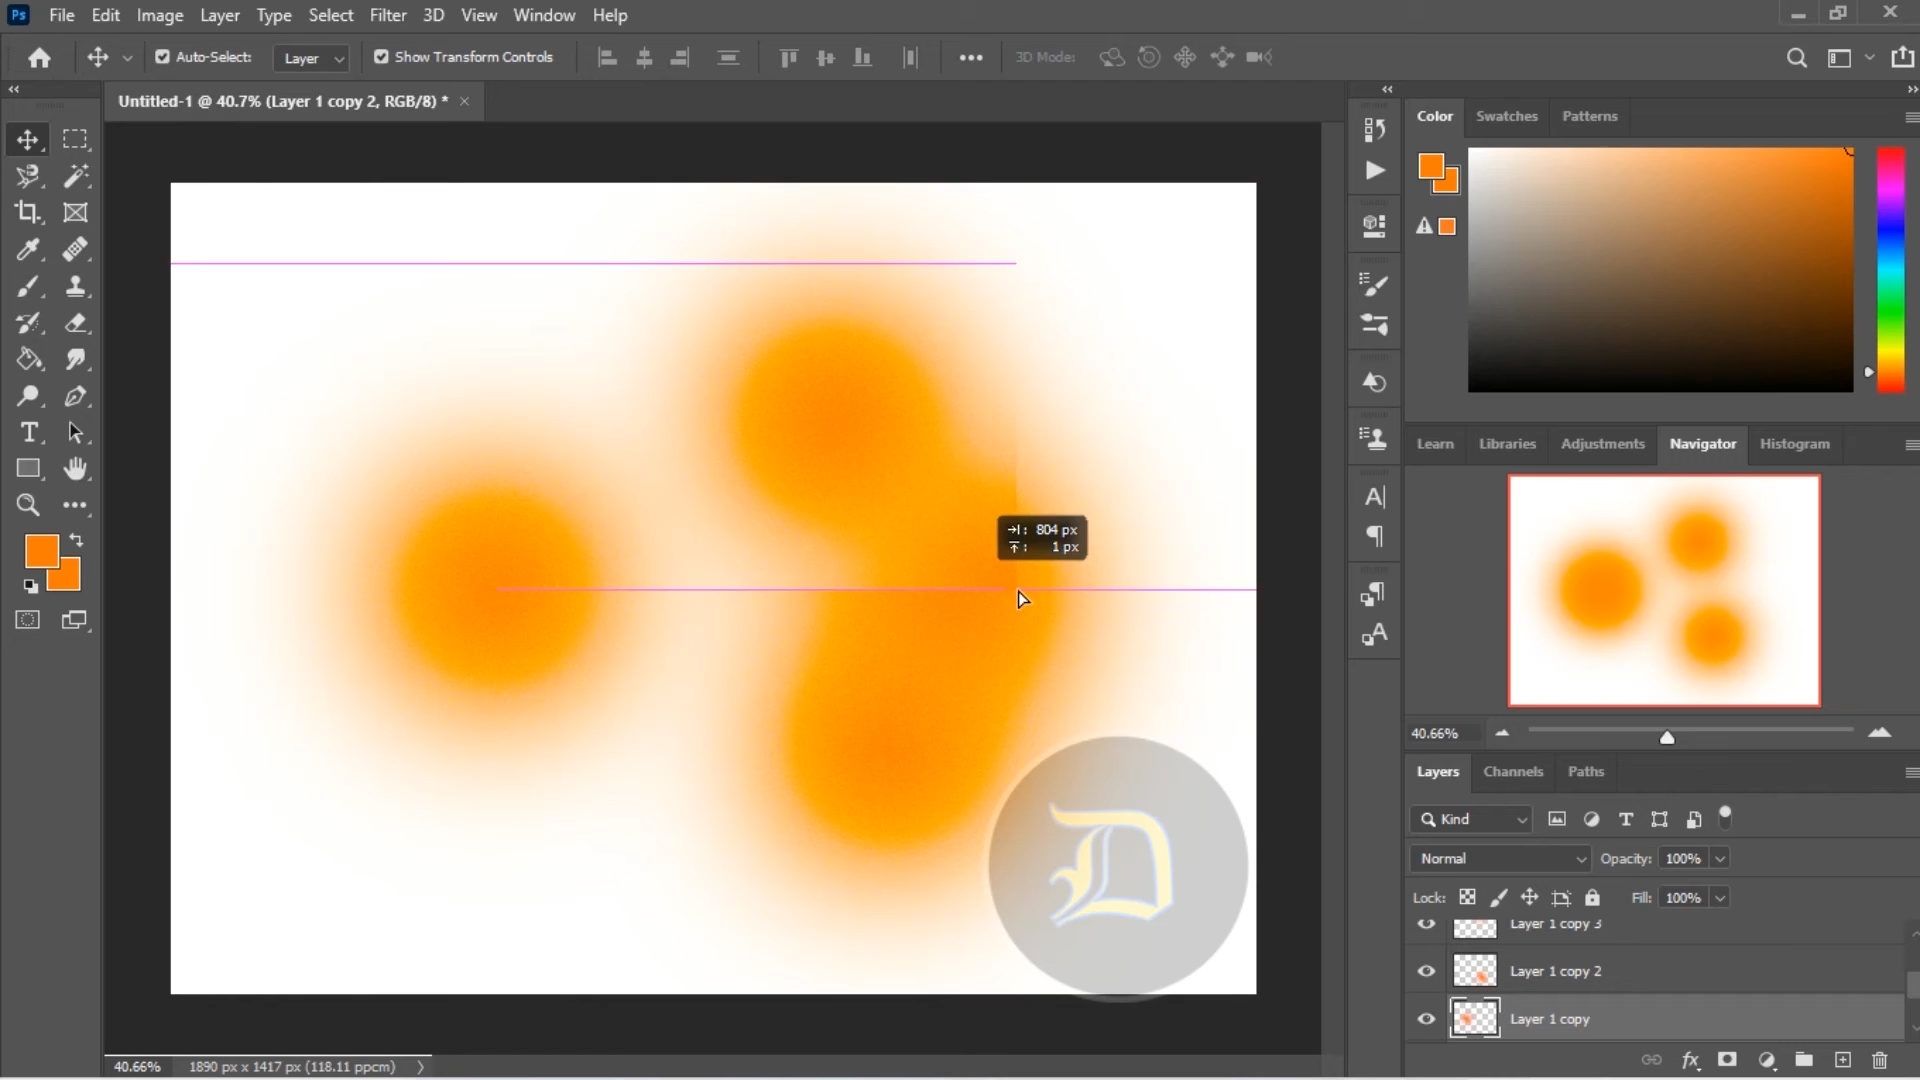 Ps File Edit Image Layer Type Select Filter 3D View Window Help
Auto-Select: Layer Show Transform Controls 3D Mode:
Untitled-1 @ 40.7% (Layer 1 copy 2, RGB/8) *
Color Swatches Patterns
Learn Libraries Adjustments Navigator Histogram
804 px
1 px
40.66%
Layers Channels Paths
Kind
Normal Opacity: 100%
Lock: Fill: 100%
Layer 1 copy 3
Layer 1 copy 2
Layer 1 copy
D
40.66% 1890 px x 1417 px (118.11 ppcm)